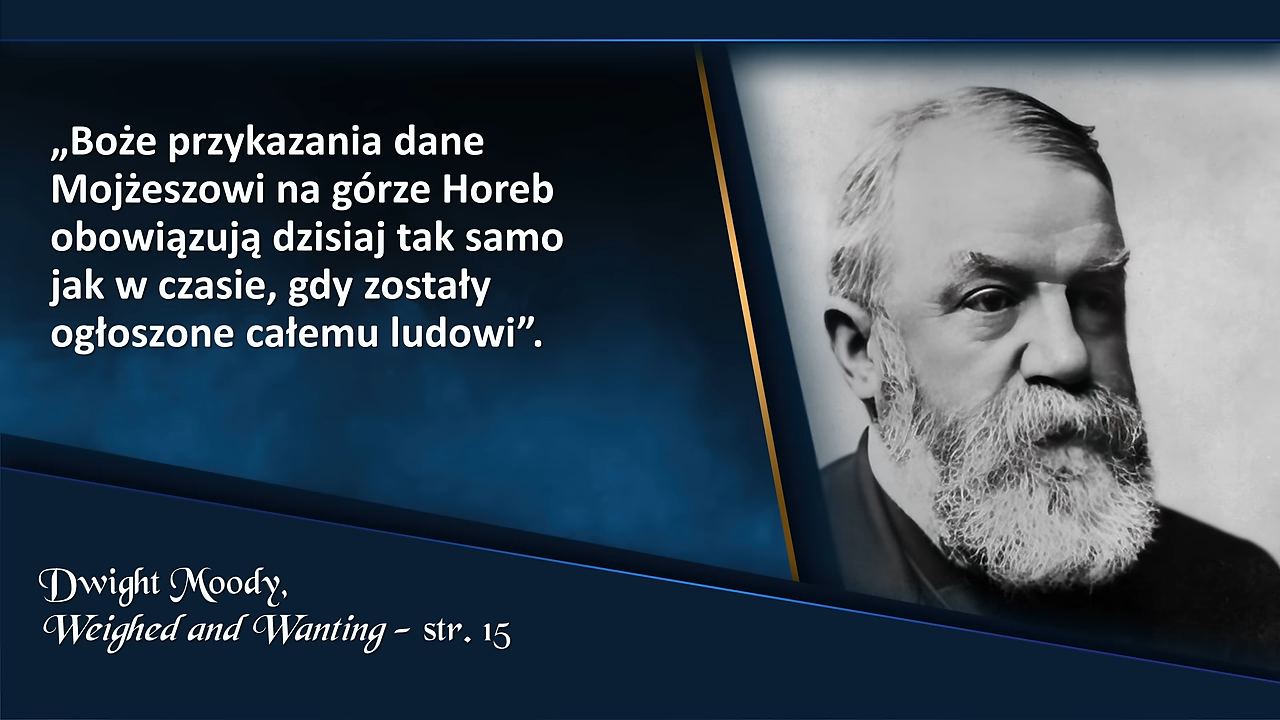 „Boże przykazania dane
Mojżeszowi na górze Horeb
obowiązują dzisiaj tak samo
jak w czasie, gdy zostały
ogłoszone całemu ludowi”.
Dwight Moody,
Weighed and Wanting – str. 15